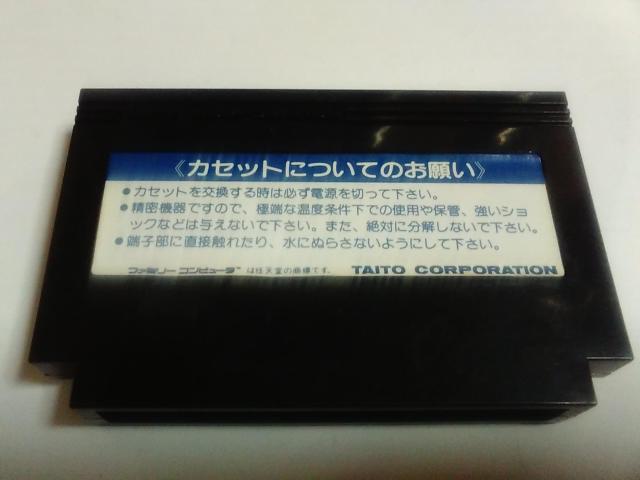 《カセットについてのお願い》
●カセットを交換する時は必ず電源を切って下さい。
●精密機器ですので、極端な温度条件下での使用や保管、強いショ
ックなどは与えないで下さい。また、絶対に分解しないで下さい。
●端子部に直接触れたり、水にぬらさないようにして下さい。
ファミリーコンピュータ™は任天堂の商標です。 TAITO CORPORATION